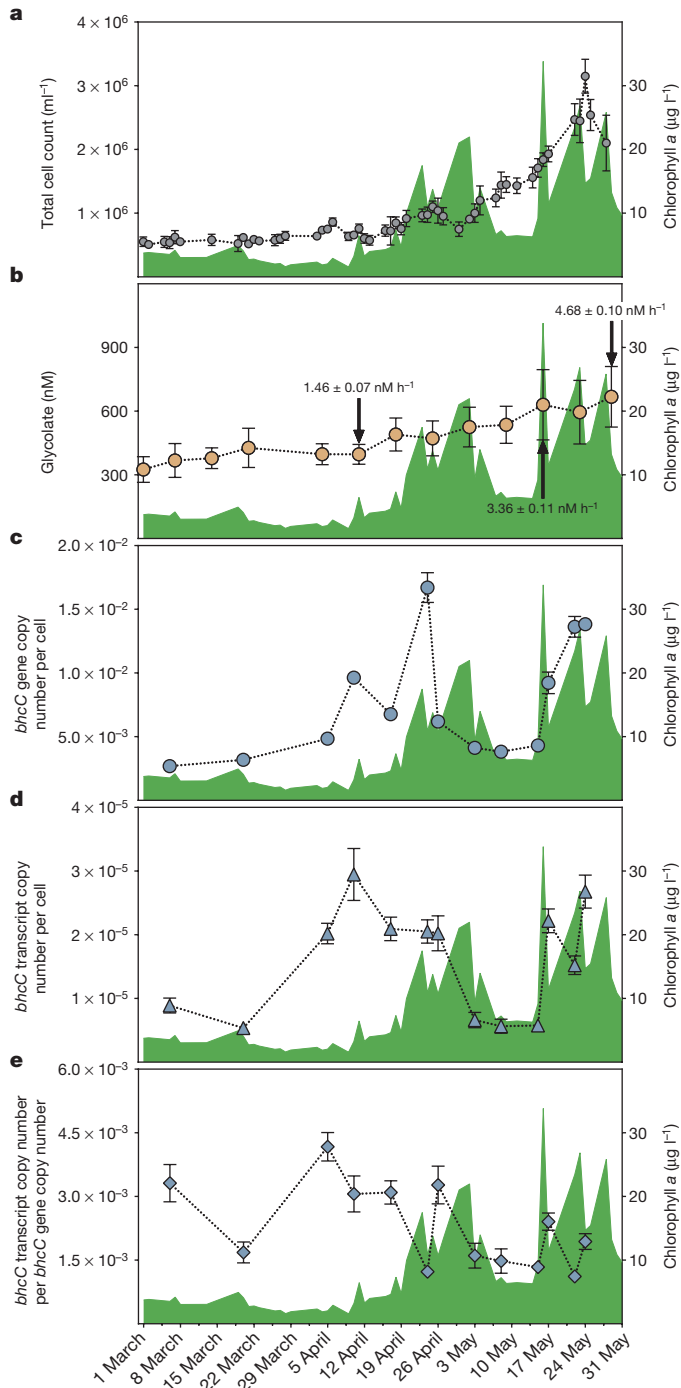 a
4 × 10⁶
3 × 10⁶
2 × 10⁶
1 × 10⁶
Total cell count (ml⁻¹)
30
20
10
Chlorophyll a (µg l⁻¹)
b
900
600
300
Glycolate (nM)
1.46 ± 0.07 nM h⁻¹
4.68 ± 0.10 nM h⁻¹
3.36 ± 0.11 nM h⁻¹
30
20
10
Chlorophyll a (µg l⁻¹)
c
2.0 × 10⁻²
1.5 × 10⁻²
1.0 × 10⁻²
5.0 × 10⁻³
bhcC gene copy
number per cell
30
20
10
Chlorophyll a (µg l⁻¹)
d
4 × 10⁻⁵
3 × 10⁻⁵
2 × 10⁻⁵
1 × 10⁻⁵
bhcC transcript copy
number per cell
30
20
10
Chlorophyll a (µg l⁻¹)
e
6.0 × 10⁻³
4.5 × 10⁻³
3.0 × 10⁻³
1.5 × 10⁻³
bhcC transcript copy number
per bhcC gene copy number
30
20
10
Chlorophyll a (µg l⁻¹)
1 March
8 March
15 March
22 March
29 March
5 April
12 April
19 April
26 April
3 May
10 May
17 May
24 May
31 May